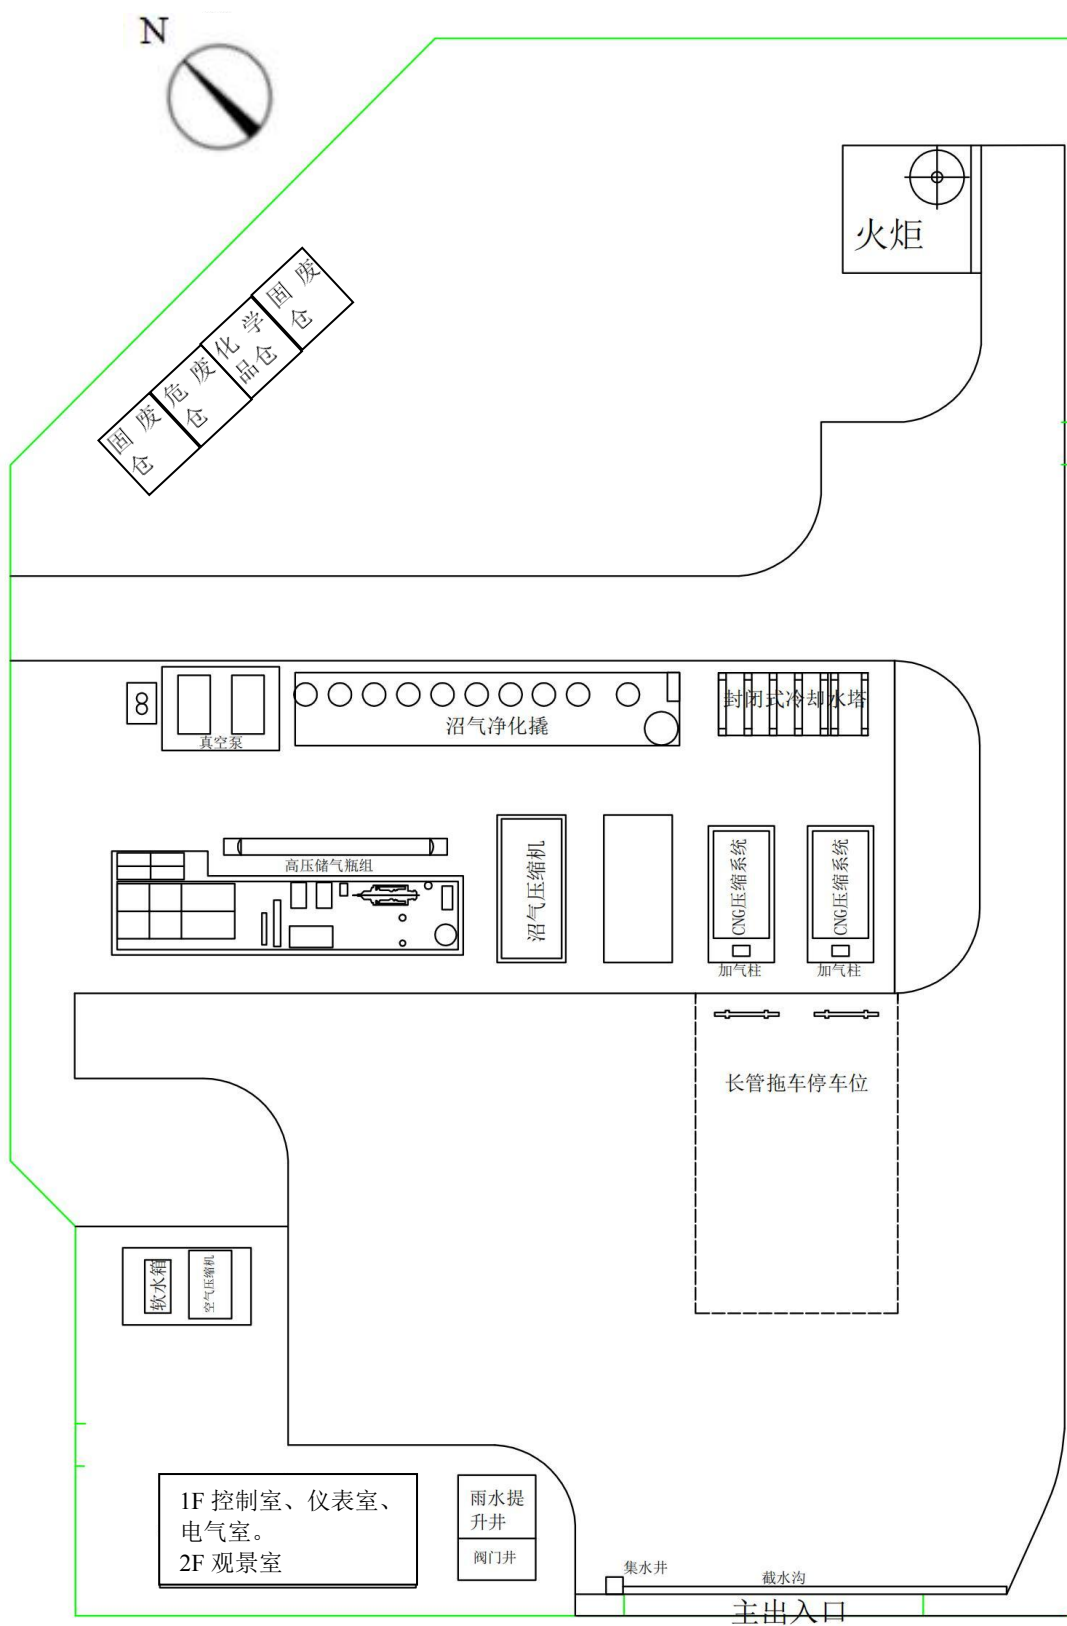 N
火炬
固废
仓
化学
品仓
危废
仓
固废
仓
真空泵
沼气净化撬
封闭式冷却水塔
高压储气瓶组
沼气压缩机
CNG压缩系统
CNG压缩系统
加气柱
加气柱
长管拖车停车位
软水箱
空气压缩机
1F 控制室、仪表室、
电气室。
2F 观景室
雨水提
升井
阀门井
集水井
截水沟
主出入口